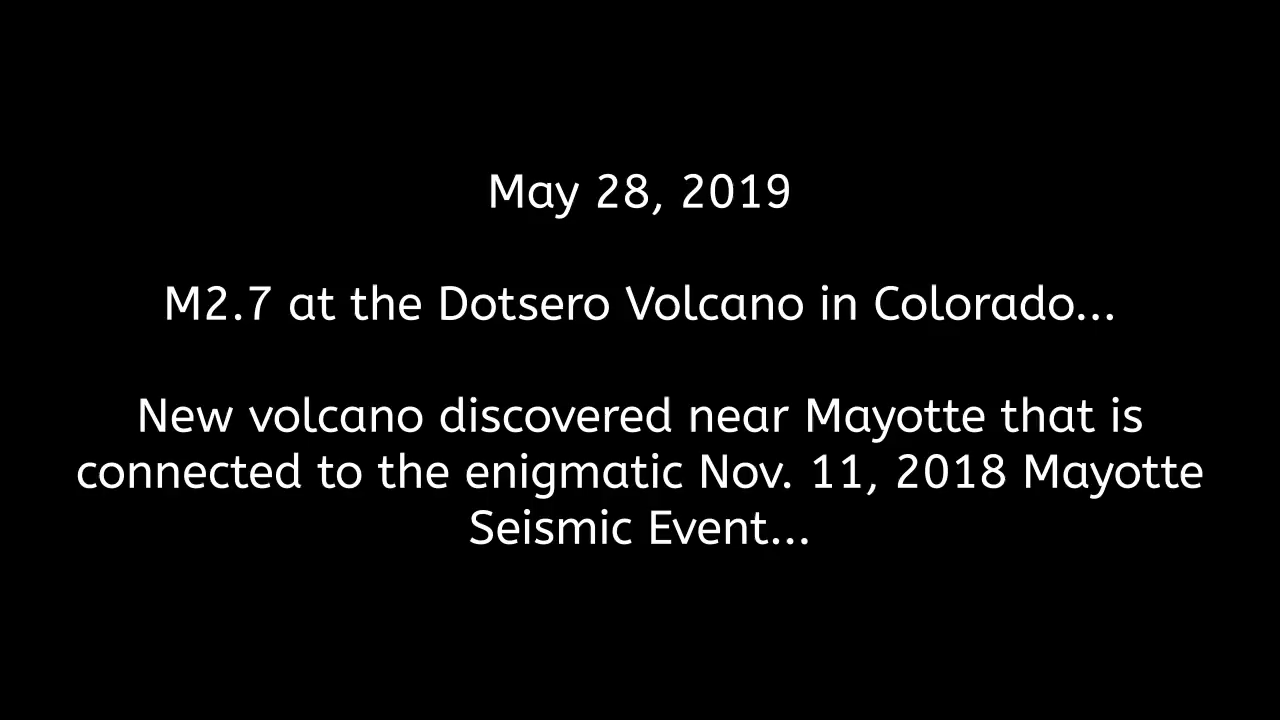 May 28, 2019
M2.7 at the Dotsero Volcano in Colorado...
New volcano discovered near Mayotte that is
connected to the enigmatic Nov. 11, 2018 Mayotte
Seismic Event...